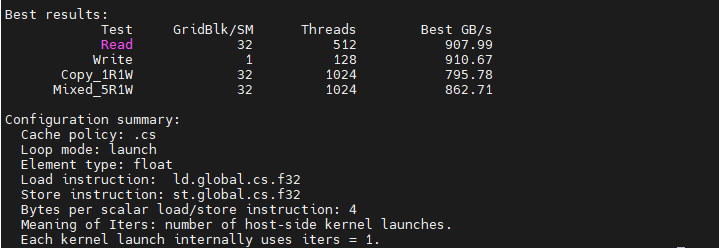 Best results:
Test GridBlk/SM Threads Best GB/s
Read 32 512 907.99
Write 1 128 910.67
Copy_1R1W 32 1024 795.78
Mixed_5R1W 32 1024 862.71
Configuration summary:
Cache policy: .cs
Loop mode: launch
Element type: float
Load instruction: ld.global.cs.f32
Store instruction: st.global.cs.f32
Bytes per scalar load/store instruction: 4
Meaning of Iters: number of host-side kernel launches.
Each kernel launch internally uses iters = 1.